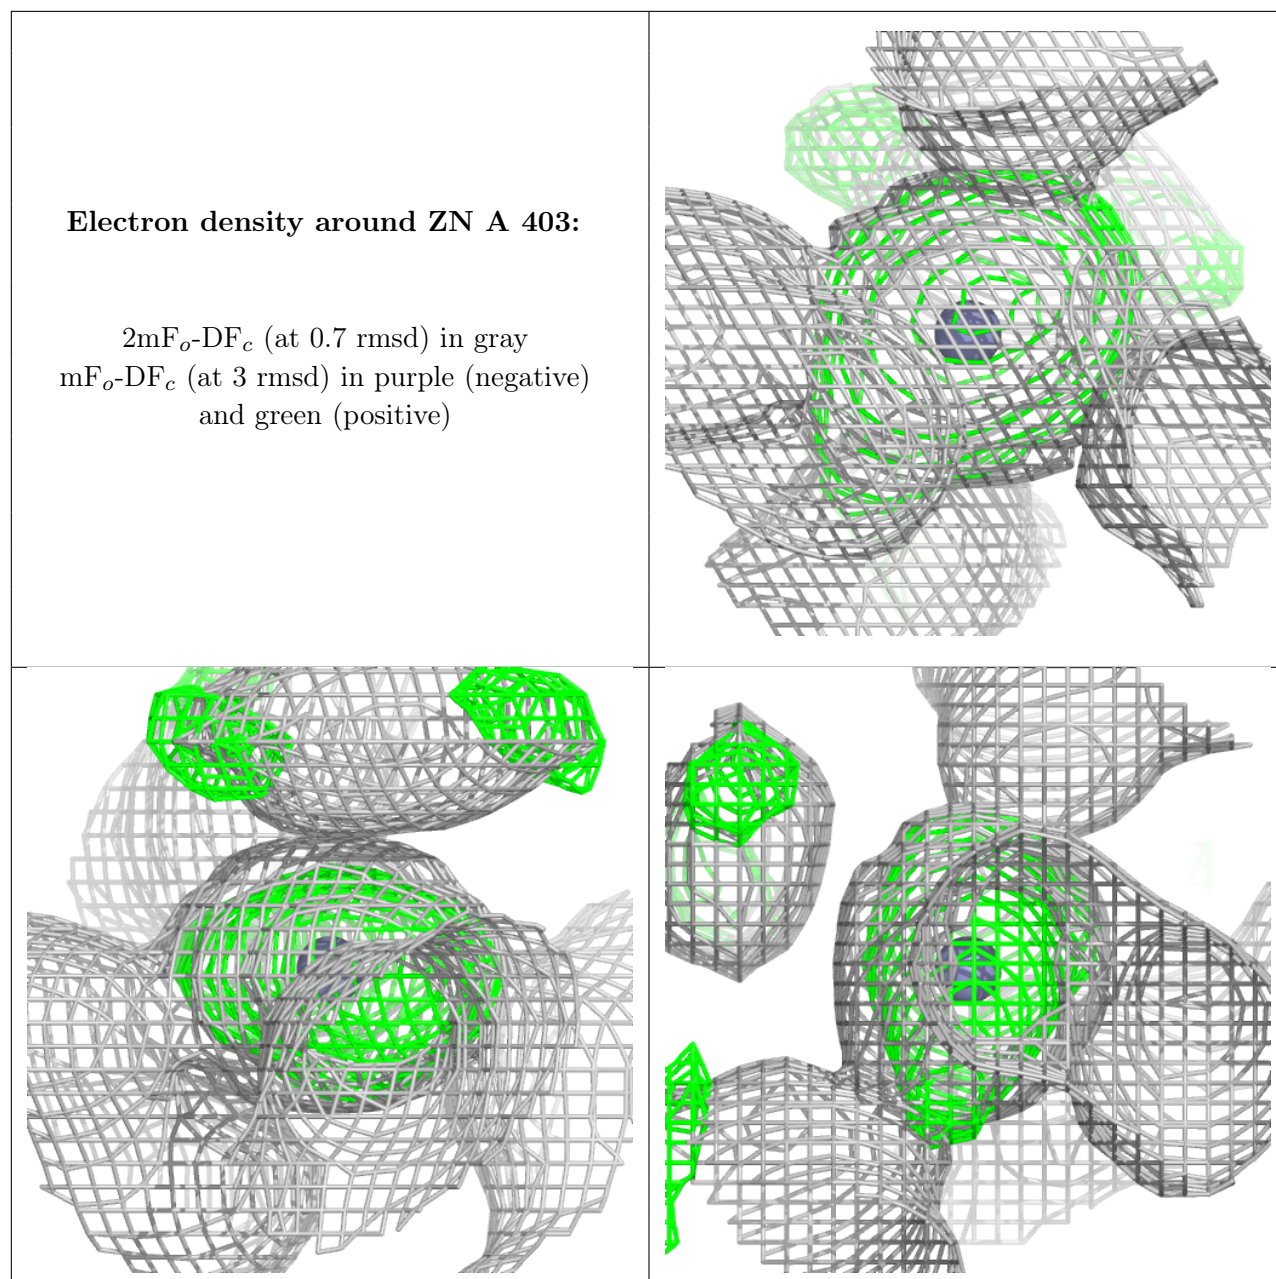 Electron density around ZN A 403:
2mFo-DFc (at 0.7 rmsd) in gray
mFo-DFc (at 3 rmsd) in purple (negative)
and green (positive)